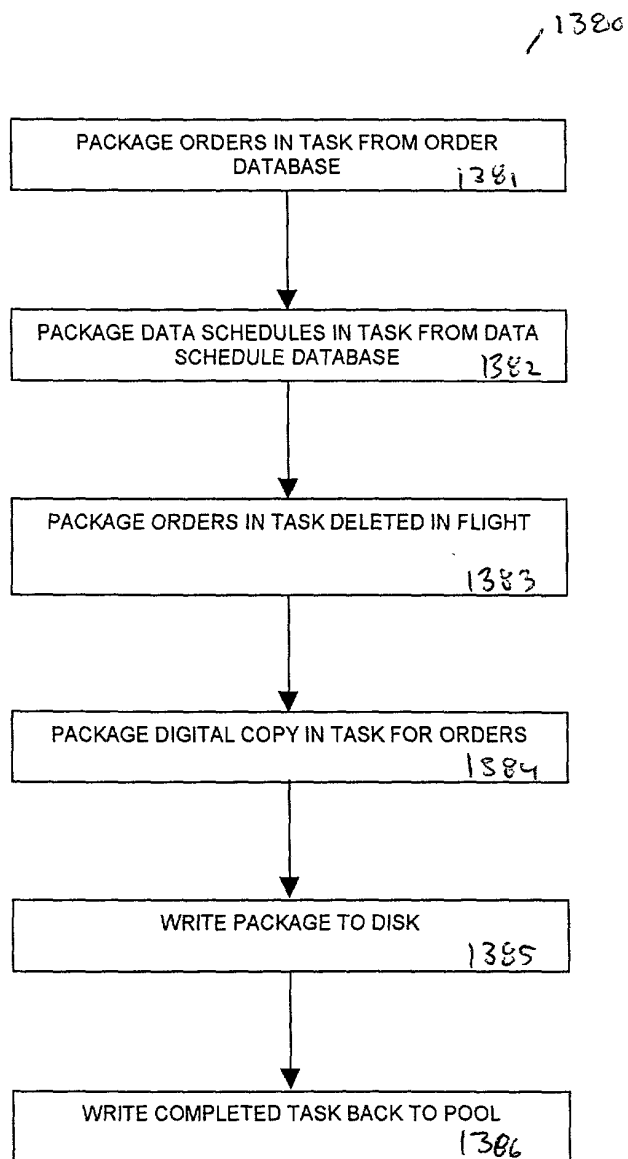 1380
PACKAGE ORDERS IN TASK FROM ORDER
DATABASE
1381
PACKAGE DATA SCHEDULES IN TASK FROM DATA
SCHEDULE DATABASE
1382
PACKAGE ORDERS IN TASK DELETED IN FLIGHT
1383
PACKAGE DIGITAL COPY IN TASK FOR ORDERS
1384
WRITE PACKAGE TO DISK
1385
WRITE COMPLETED TASK BACK TO POOL
1386